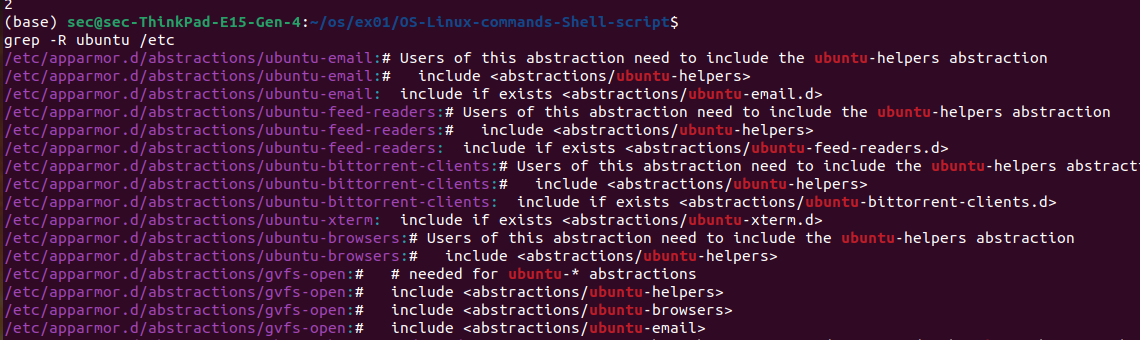 2
(base) sec@sec-ThinkPad-E15-Gen-4:~/os/ex01/OS-Linux-commands-Shell-script$
grep -R ubuntu /etc
/etc/apparmor.d/abstractions/ubuntu-email:# Users of this abstraction need to include the ubuntu-helpers abstraction
/etc/apparmor.d/abstractions/ubuntu-email:#   include <abstractions/ubuntu-helpers>
/etc/apparmor.d/abstractions/ubuntu-email:  include if exists <abstractions/ubuntu-email.d>
/etc/apparmor.d/abstractions/ubuntu-feed-readers:# Users of this abstraction need to include the ubuntu-helpers abstraction
/etc/apparmor.d/abstractions/ubuntu-feed-readers:#   include <abstractions/ubuntu-helpers>
/etc/apparmor.d/abstractions/ubuntu-feed-readers:  include if exists <abstractions/ubuntu-feed-readers.d>
/etc/apparmor.d/abstractions/ubuntu-bittorrent-clients:# Users of this abstraction need to include the ubuntu-helpers abstract
/etc/apparmor.d/abstractions/ubuntu-bittorrent-clients:#   include <abstractions/ubuntu-helpers>
/etc/apparmor.d/abstractions/ubuntu-bittorrent-clients:  include if exists <abstractions/ubuntu-bittorrent-clients.d>
/etc/apparmor.d/abstractions/ubuntu-xterm:  include if exists <abstractions/ubuntu-xterm.d>
/etc/apparmor.d/abstractions/ubuntu-browsers:# Users of this abstraction need to include the ubuntu-helpers abstraction
/etc/apparmor.d/abstractions/ubuntu-browsers:#   include <abstractions/ubuntu-helpers>
/etc/apparmor.d/abstractions/gvfs-open:#   # needed for ubuntu-* abstractions
/etc/apparmor.d/abstractions/gvfs-open:#   include <abstractions/ubuntu-helpers>
/etc/apparmor.d/abstractions/gvfs-open:#   include <abstractions/ubuntu-browsers>
/etc/apparmor.d/abstractions/gvfs-open:#   include <abstractions/ubuntu-email>